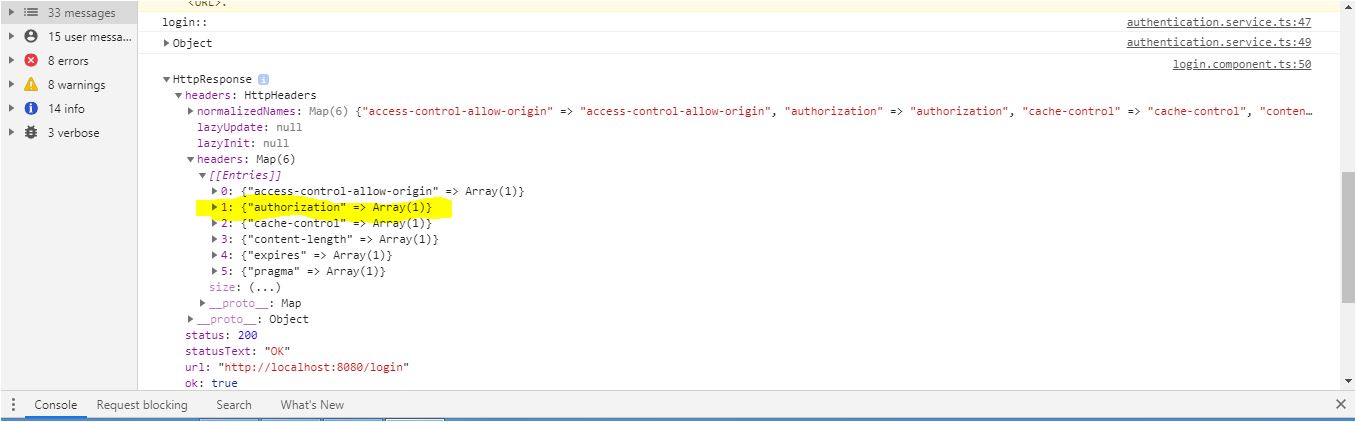 <URL>.
33 messages
login::
authentication.service.ts:47
15 user messa...
Object
authentication.service.ts:49
8 errors
login.component.ts:50
8 warnings
HttpResponse i
14 info
headers: HttpHeaders
3 verbose
normalizedNames: Map(6) {"access-control-allow-origin" => "access-control-allow-origin", "authorization" => "authorization", "cache-control" => "cache-control", "conten…
lazyUpdate: null
lazyInit: null
headers: Map(6)
[[Entries]]
0: {"access-control-allow-origin" => Array(1)}
1: {"authorization" => Array(1)}
2: {"cache-control" => Array(1)}
3: {"content-length" => Array(1)}
4: {"expires" => Array(1)}
5: {"pragma" => Array(1)}
size: (...)
__proto__: Map
__proto__: Object
status: 200
statusText: "OK"
url: "http://localhost:8080/login"
ok: true
Console Request blocking Search What's New